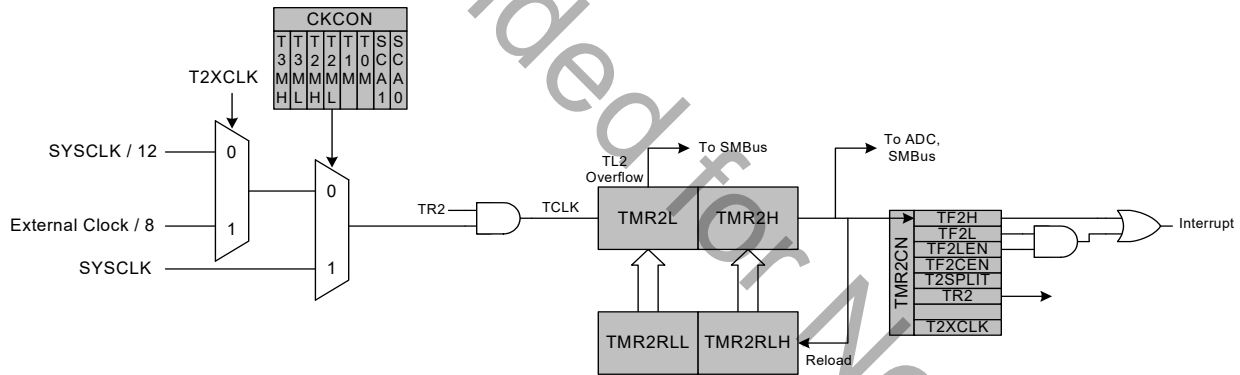 CKCON
T3MH
T3ML
T2MH
T2ML
T1M
T0M
SCA1
SCA0
T2XCLK
SYSCLK / 12
0
External Clock / 8
1
SYSCLK
0
1
TR2
TCLK
TL2
Overflow
To SMBus
To ADC,
SMBus
TMR2L
TMR2H
TMR2RLL
TMR2RLH
Reload
TMR2CN
TF2H
TF2L
TF2LEN
TF2CEN
T2SPLIT
TR2
T2XCLK
Interrupt